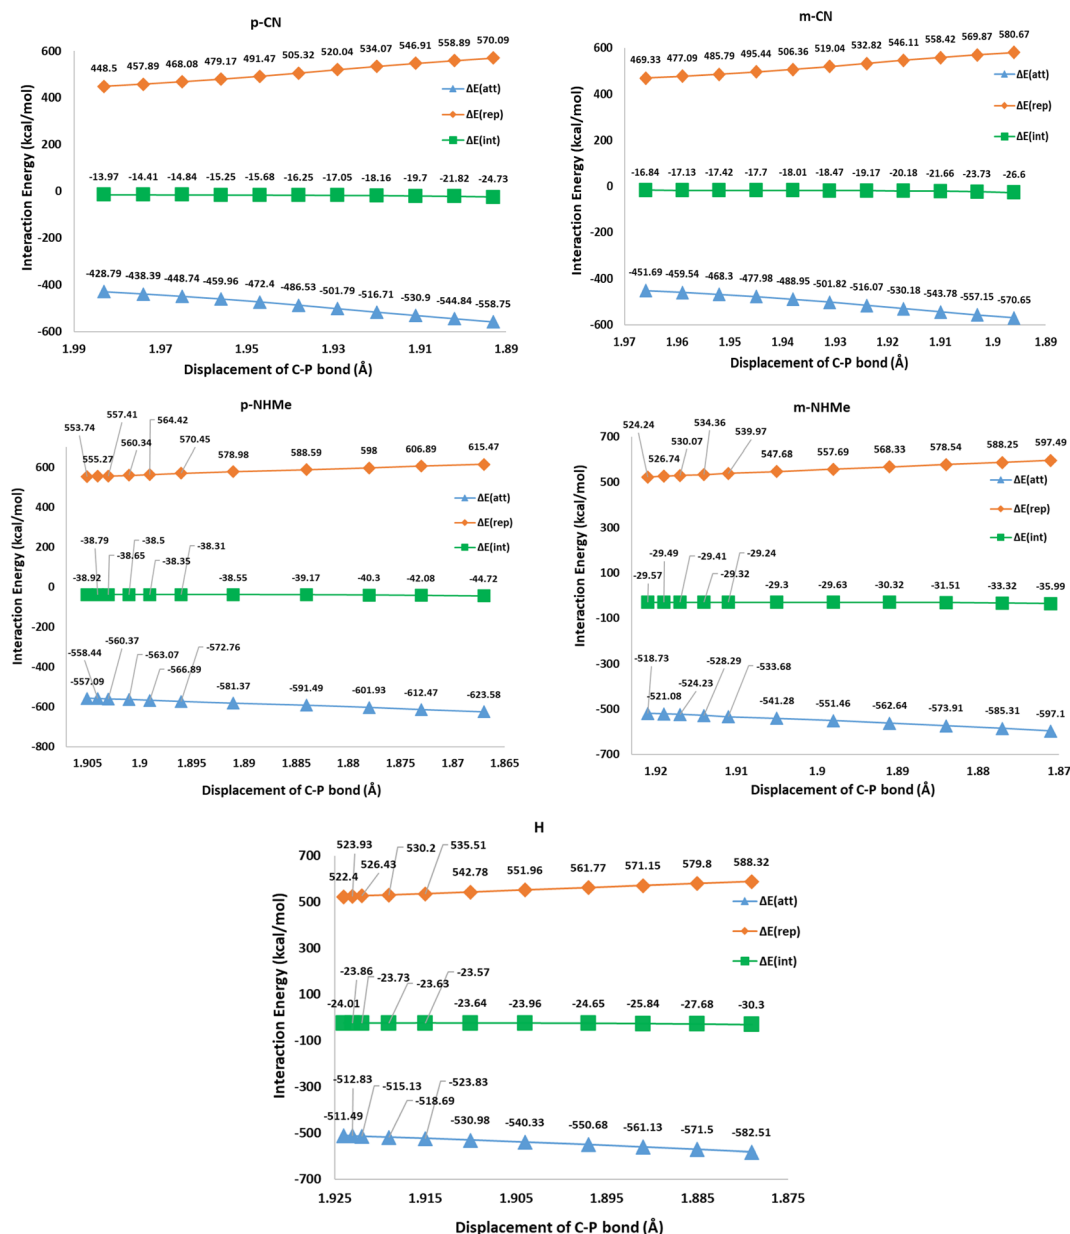 p-CN
Interaction Energy (kcal/mol)
600
400
200
0
-200
-400
-600
448.5 457.89 468.08 479.17 491.47 505.32 520.04 534.07 546.91 558.89 570.09
ΔE(att)
ΔE(rep)
ΔE(int)
-13.97 -14.41 -14.84 -15.25 -15.68 -16.25 -17.05 -18.16 -19.7 -21.82 -24.73
-428.79 -438.39 -448.74 -459.96 -472.4 -486.53 -501.79 -516.71 -530.9 -544.84 -558.75
1.99 1.97 1.95 1.93 1.91 1.89
Displacement of C-P bond (Å)
m-CN
Interaction Energy (kcal/mol)
600
400
200
0
-200
-400
-600
469.33 477.09 485.79 495.44 506.36 519.04 532.82 546.11 558.42 569.87 580.67
ΔE(att)
ΔE(rep)
ΔE(int)
-16.84 -17.13 -17.42 -17.7 -18.01 -18.47 -19.17 -20.18 -21.66 -23.73 -26.6
-451.69 -459.54 -468.3 -477.98 -488.95 -501.82 -516.07 -530.18 -543.78 -557.15 -570.65
1.97 1.96 1.95 1.94 1.93 1.92 1.91 1.9 1.89
Displacement of C-P bond (Å)
p-NHMe
Interaction Energy (kcal/mol)
600
400
200
0
-200
-400
-600
-800
553.74 555.27 557.41 560.34 564.42 570.45 578.98 588.59 598 606.89 615.47
ΔE(att)
ΔE(rep)
ΔE(int)
-38.92 -38.79 -38.65 -38.5 -38.35 -38.31 -38.55 -39.17 -40.3 -42.08 -44.72
-557.09 -558.44 -560.37 -563.07 -566.89 -572.76 -581.37 -591.49 -601.93 -612.47 -623.58
1.905 1.9 1.895 1.89 1.885 1.88 1.875 1.87 1.865
Displacement of C-P bond (Å)
m-NHMe
Interaction Energy (kcal/mol)
700
500
300
100
-100
-300
-500
-700
524.24 526.74 530.07 534.36 539.97 547.68 557.69 568.33 578.54 588.25 597.49
ΔE(att)
ΔE(rep)
ΔE(int)
-29.57 -29.49 -29.41 -29.32 -29.24 -29.3 -29.63 -30.32 -31.51 -33.32 -35.99
-518.73 -521.08 -524.23 -528.29 -533.68 -541.28 -551.46 -562.64 -573.91 -585.31 -597.1
1.92 1.91 1.9 1.89 1.88 1.87
Displacement of C-P bond (Å)
H
Interaction Energy (kcal/mol)
700
500
300
100
-100
-300
-500
-700
522.4 523.93 526.43 530.2 535.51 542.78 551.96 561.77 571.15 579.8 588.32
ΔE(att)
ΔE(rep)
ΔE(int)
-24.01 -23.86 -23.73 -23.63 -23.57 -23.64 -23.96 -24.65 -25.84 -27.68 -30.3
-511.49 -512.83 -515.13 -518.69 -523.83 -530.98 -540.33 -550.68 -561.13 -571.5 -582.51
1.925 1.915 1.905 1.895 1.885 1.875
Displacement of C-P bond (Å)